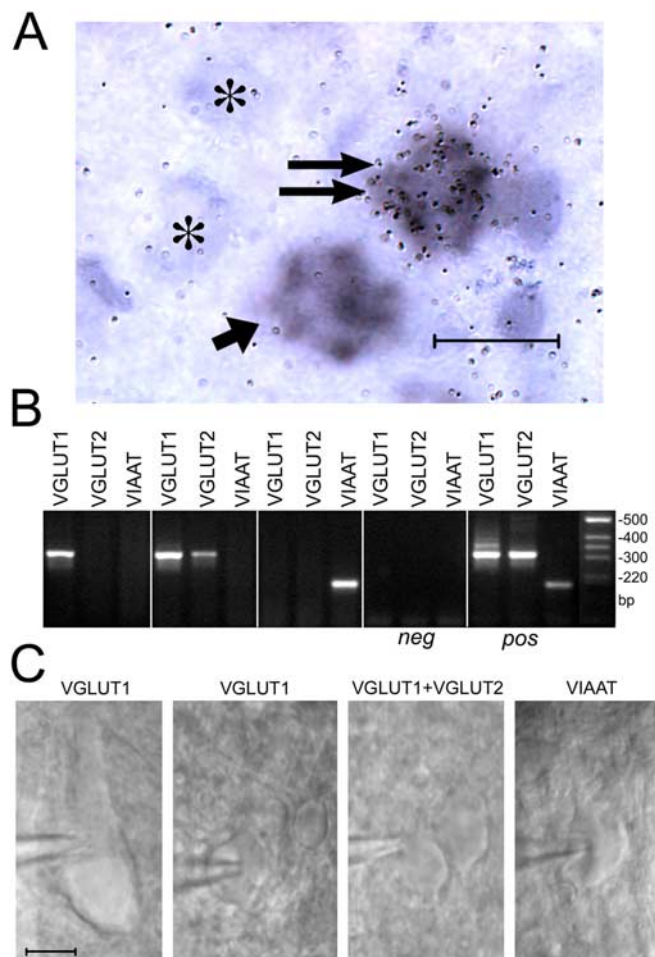 A
*
*
B
VGLUT1 VGLUT2 VIAAT VGLUT1 VGLUT2 VIAAT VGLUT1 VGLUT2 VIAAT VGLUT1 VGLUT2 VIAAT VGLUT1 VGLUT2 VIAAT
-500
-400
-300
-220
bp
neg pos
C
VGLUT1 VGLUT1 VGLUT1+VGLUT2 VIAAT